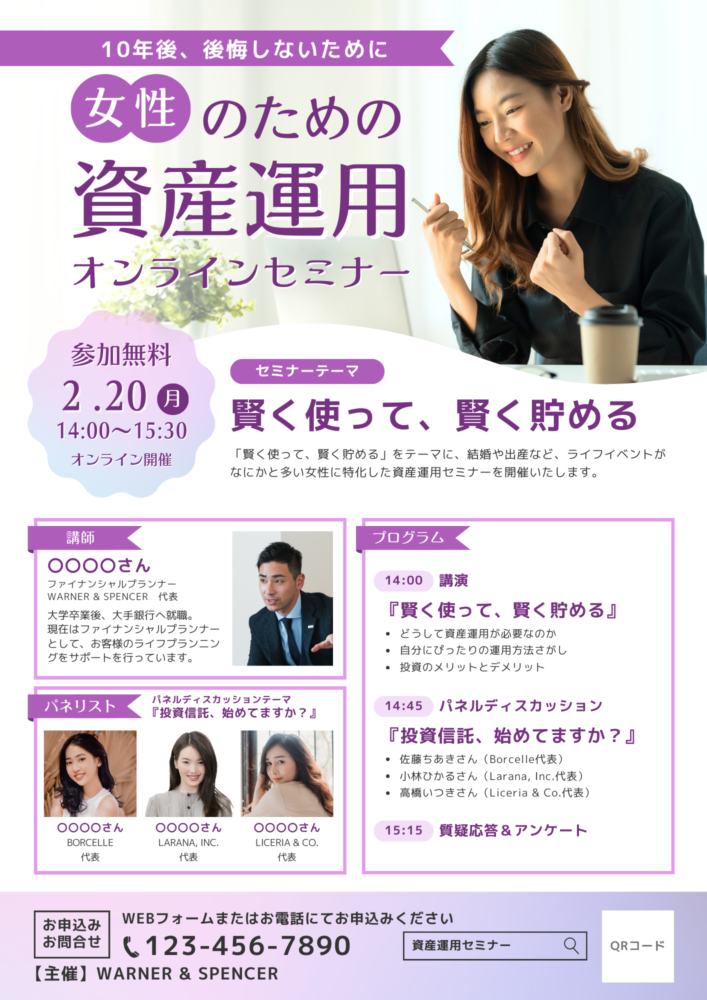 10年後、後悔しないために
女性のための
資産運用
オンラインセミナー
参加無料
2.20 月
14:00〜15:30
オンライン開催
セミナーテーマ
賢く使って、賢く貯める
「賢く使って、賢く貯める」をテーマに、結婚や出産など、ライフイベントが
なにかと多い女性に特化した資産運用セミナーを開催いたします。
講師
〇〇〇〇さん
ファイナンシャルプランナー
WARNER & SPENCER　代表
大学卒業後、大手銀行へ就職。
現在はファイナンシャルプランナー
として、お客様のライフプランニン
グをサポートを行っています。
パネリスト
パネルディスカッションテーマ
『投資信託、始めてますか？』
〇〇〇〇さん
BORCELLE
代表
〇〇〇〇さん
LARANA, INC.
代表
〇〇〇〇さん
LICERIA & CO.
代表
プログラム
14:00 講演
『賢く使って、賢く貯める』
• どうして資産運用が必要なのか
• 自分にぴったりの運用方法さがし
• 投資のメリットとデメリット
14:45 パネルディスカッション
『投資信託、始めてますか？』
• 佐藤ちあきさん（Borcelle代表）
• 小林ひかるさん（Larana, Inc.代表）
• 高橋いつきさん（Liceria & Co.代表）
15:15 質疑応答＆アンケート
お申込み
お問合せ
WEBフォームまたはお電話にてお申込みください
123-456-7890
資産運用セミナー
QRコード
【主催】WARNER & SPENCER